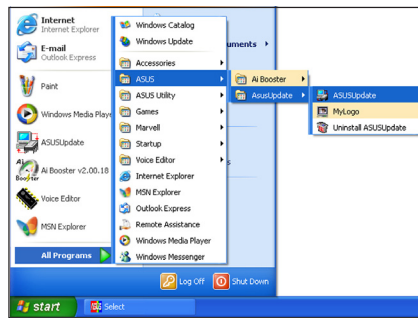 Internet
Internet Explorer
E-mail
Outlook Express
Paint
Windows Media Play
ASUSUpdate
Ai Booster v2.00.18
Voice Editor
MSN Explorer
All Programs
Windows Catalog
Windows Update
Accessories
ASUS
ASUS Utility
Games
Marvell
Startup
Voice Editor
Internet Explorer
MSN Explorer
Outlook Express
Remote Assistance
Windows Media Player
Windows Messenger
uments
s
Ai Booster
AsusUpdate
ASUSUpdate
MyLogo
Uninstall ASUSUpdate
Log Off
Shut Down
start
Select